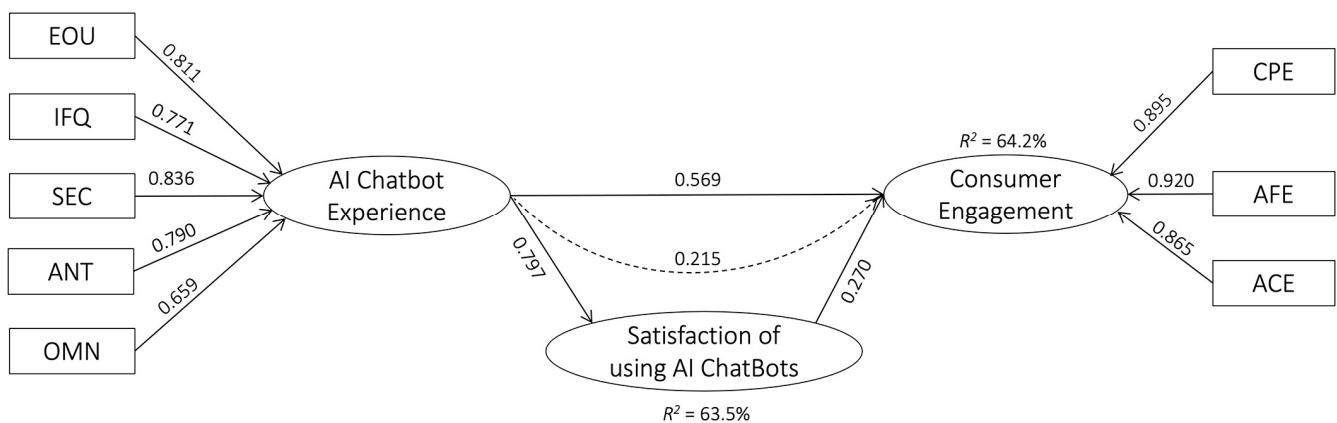 EOU
0.811
IFQ
0.771
SEC
0.836
ANT
0.790
OMN
0.659
AI Chatbot
Experience
0.569
0.215
0.797
0.270
Satisfaction of
using AI ChatBots
R² = 63.5%
R² = 64.2%
Consumer
Engagement
CPE
0.895
AFE
0.920
ACE
0.865